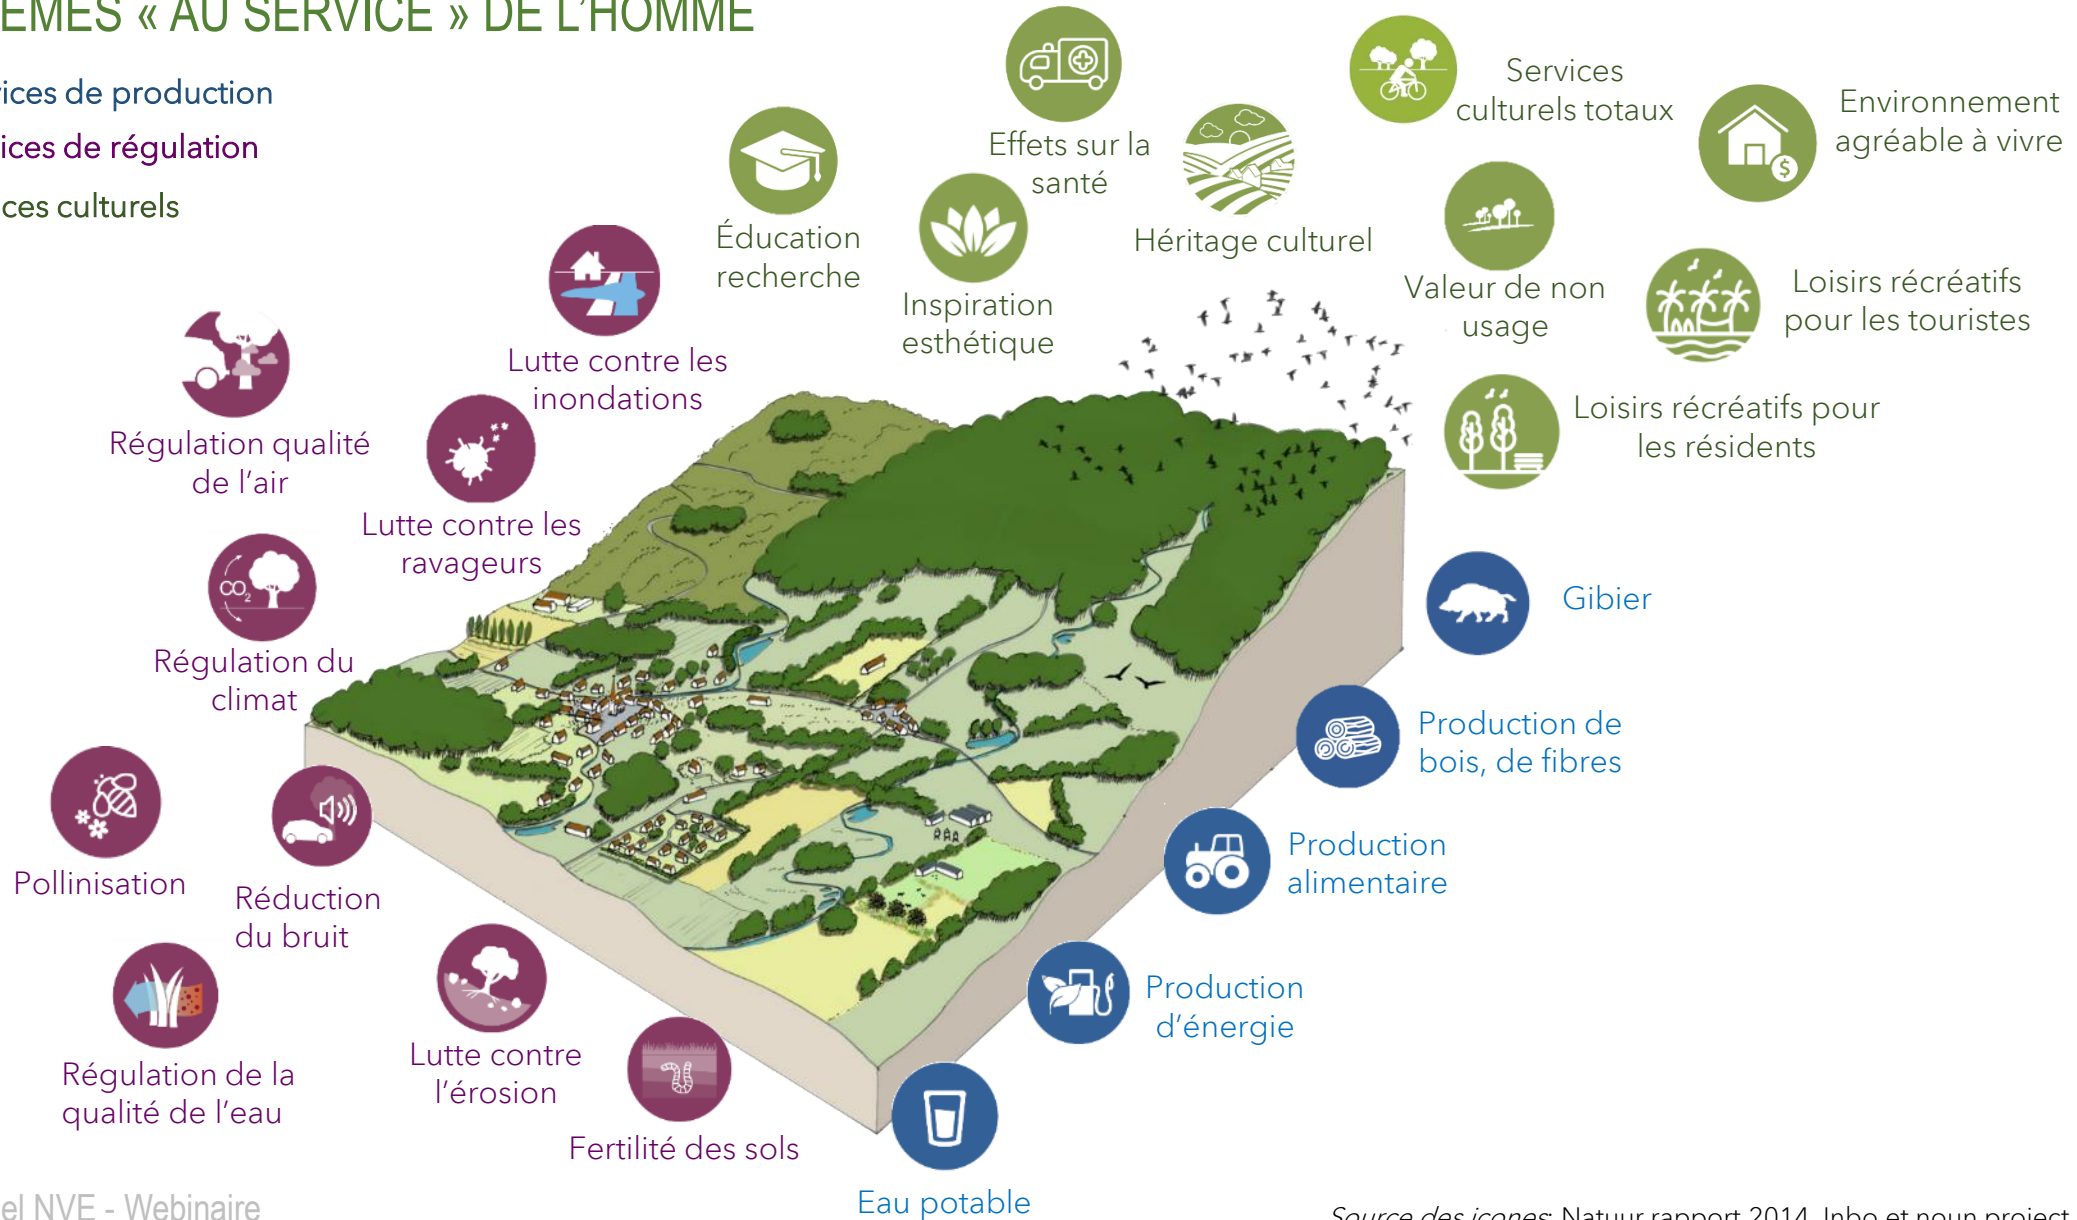 ÈMES « AU SERVICE » DE L'HOMME
ices de production
ices de régulation
ces culturels
Effets sur la
santé
Services
culturels totaux
Environnement
agréable à vivre
Éducation
recherche
Inspiration
esthétique
Héritage culturel
Valeur de non
usage
Loisirs récréatifs
pour les touristes
Loisirs récréatifs pour
les résidents
Lutte contre les
inondations
Régulation qualité
de l'air
Lutte contre les
ravageurs
CO₂
Régulation du
climat
Gibier
Production de
bois, de fibres
Production
alimentaire
Production
d'énergie
Eau potable
Pollinisation
Réduction
du bruit
Régulation de la
qualité de l'eau
Lutte contre
l'érosion
Fertilité des sols
$
el NVE - Webinaire
Source des icones: Natuur rapport 2014, Inbo et noun project